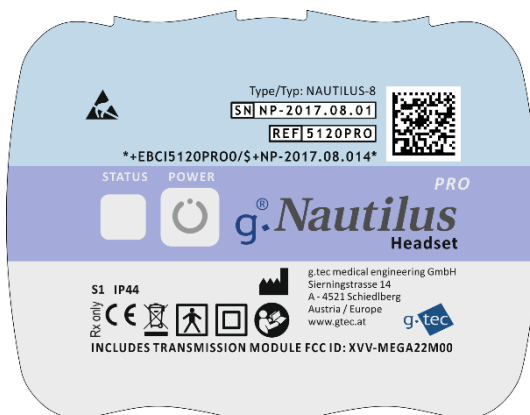 Type/Typ: NAUTILUS-8
SN NP-2017.08.01
REF 5120PRO
*+EBCI5120PRO0/$+NP-2017.08.014*
STATUS POWER
PRO
g.®Nautilus
Headset
g.tec medical engineering GmbH
Sierningstrasse 14
A - 4521 Schiedlberg
Austria / Europe
www.gtec.at
g.tec
S1 IP44
Rx only
CE
INCLUDES TRANSMISSION MODULE FCC ID: XVV-MEGA22M00